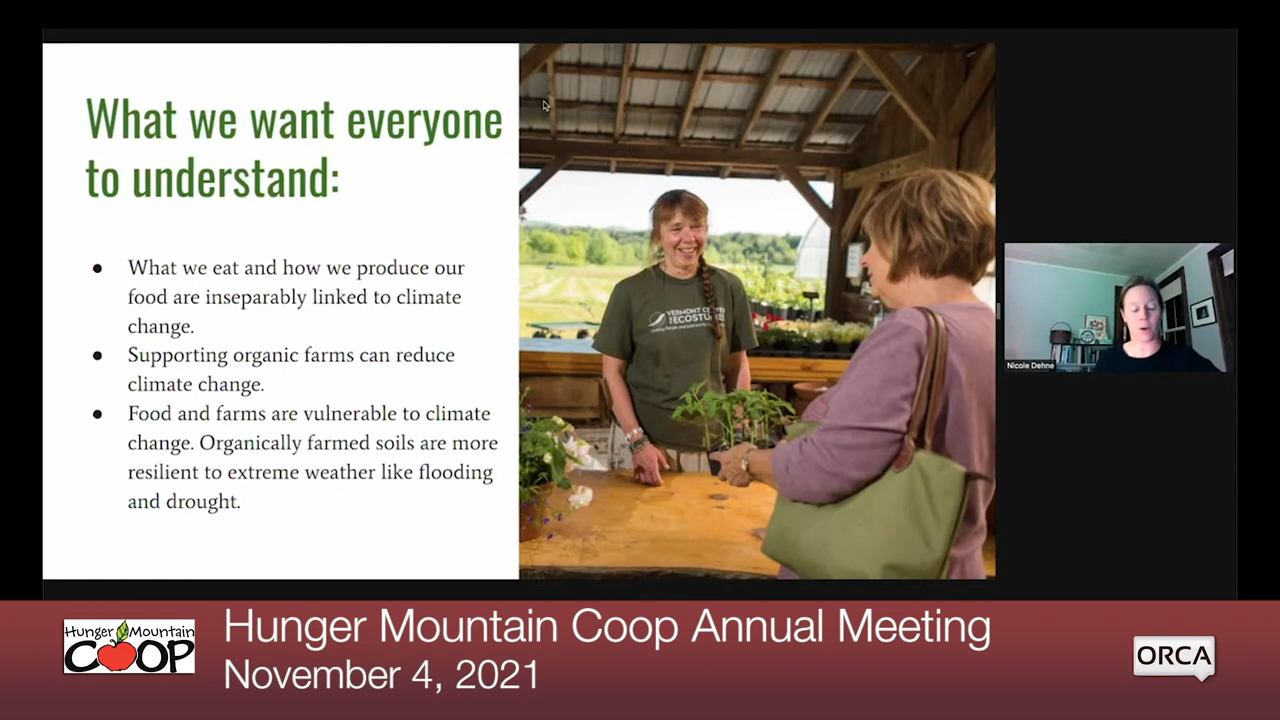 What we want everyone
to understand:
● What we eat and how we produce our
food are inseparably linked to climate
change.
● Supporting organic farms can reduce
climate change.
● Food and farms are vulnerable to climate
change. Organically farmed soils are more
resilient to extreme weather like flooding
and drought.
VERMONT
ECOSTU
Nicole Dehne
Hunger Mountain
COOP
Hunger Mountain Coop Annual Meeting
November 4, 2021
ORCA